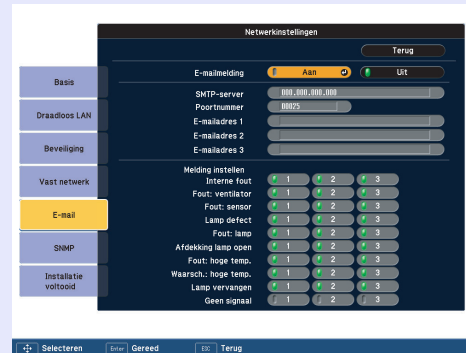 Netwerkinstellingen
Terug
Basis
Draadloos LAN
Beveiliging
Vast netwerk
E-mail
SNMP
Installatie
voltooid
E-mailmelding Aan Uit
SMTP-server 000.000.000.000
Poortnummer 00025
E-mailadres 1
E-mailadres 2
E-mailadres 3
Melding instellen
Interne fout 1 2 3
Fout: ventilator 1 2 3
Fout: sensor 1 2 3
Lamp defect 1 2 3
Fout: lamp 1 2 3
Afdekking lamp open 1 2 3
Fout: hoge temp. 1 2 3
Waarsch.: hoge temp. 1 2 3
Lamp vervangen 1 2 3
Geen signaal 1 2 3
Selecteren Enter Gereed ESC Terug